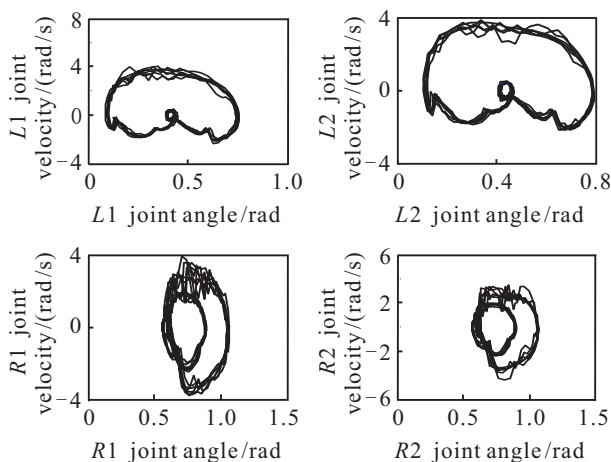 8
4
0
−4
L1 joint
velocity/(rad/s)
0 0.5 1.0
L1 joint angle/rad
4
0
−4
L2 joint
velocity/(rad/s)
0 0.4 0.8
L2 joint angle/rad
4
0
−4
R1 joint
velocity/(rad/s)
0 0.5 1.0 1.5
R1 joint angle/rad
6
2
−2
−6
R2 joint
velocity/(rad/s)
0 0.5 1.0 1.5
R2 joint angle/rad